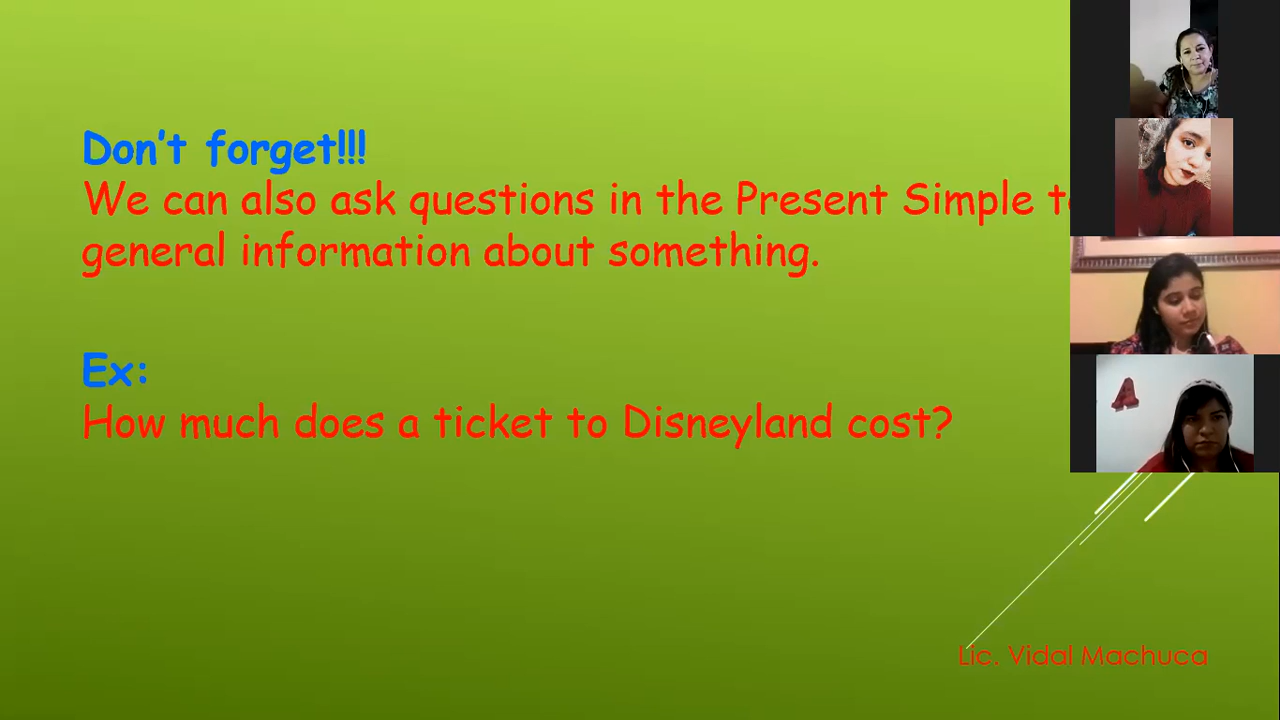 Don't forget!!!
We can also ask questions in the Present Simple
general information about something.
Ex:
How much does a ticket to Disneyland cost?
A
Lic. Vidal Machuca